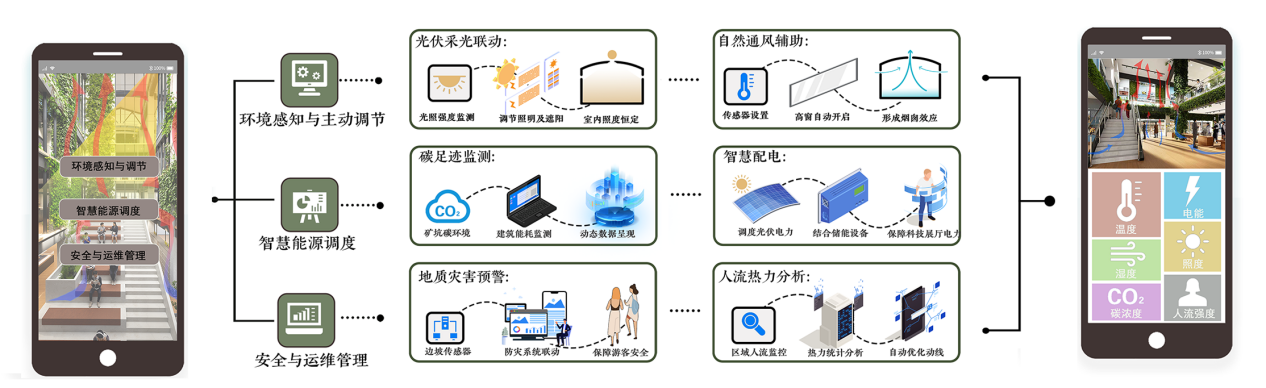 100%
环境感知与调节
智慧能源调度
安全与运维管理
环境感知与主动调节
智慧能源调度
安全与运维管理
光伏采光联动:
光照强度监测
调节照明及遮阳
室内照度恒定
······
自然通风辅助:
传感器设置
高窗自动开启
形成烟囱效应
碳足迹监测:
CO₂
矿坑碳环境
建筑能耗监测
动态数据呈现
······
智慧配电:
调度光伏电力
结合储能设备
保障科技展厅电力
地质灾害预警:
边坡传感器
防灾系统联动
保障游客安全
······
人流热力分析:
区域人流监控
热力统计分析
自动优化动线
100%
温度
电能
湿度
照度
CO₂
碳浓度
人流强度